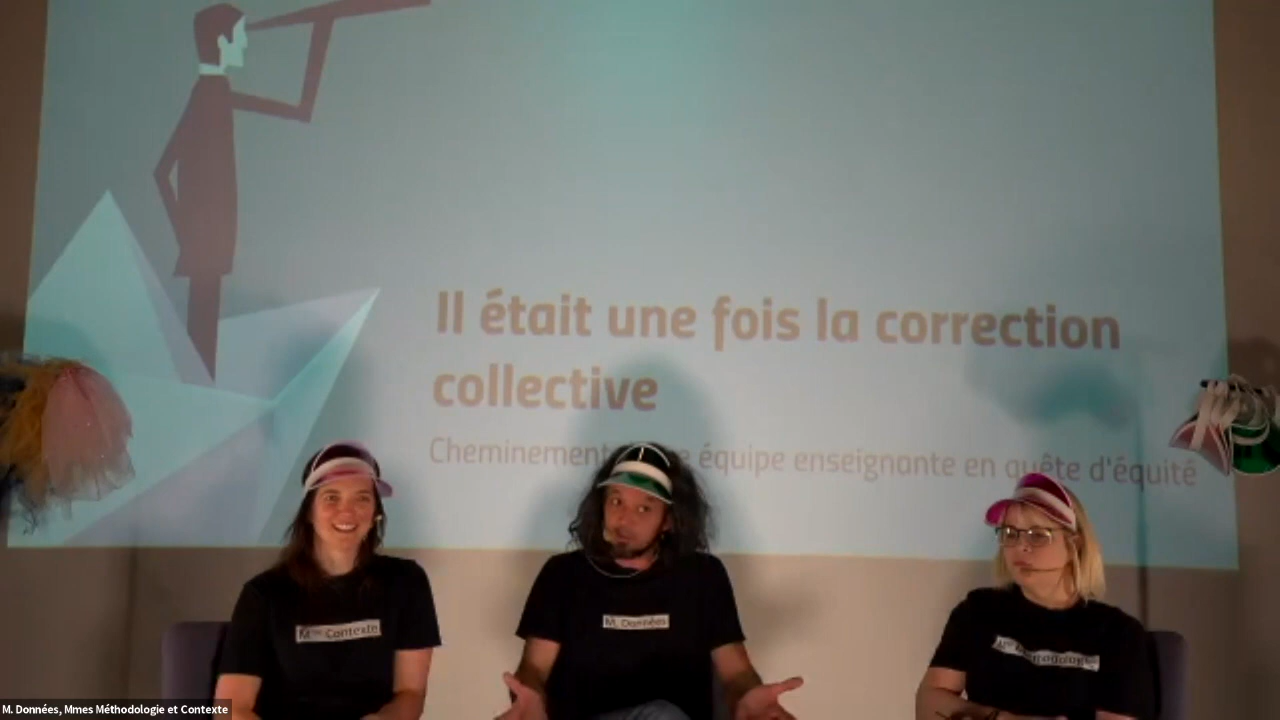 Il était une fois la correction
collective
Cheminement équipe enseignante en quête d'équité
Mme Contexte
M. Données
M. Données, Mmes Méthodologie et Contexte